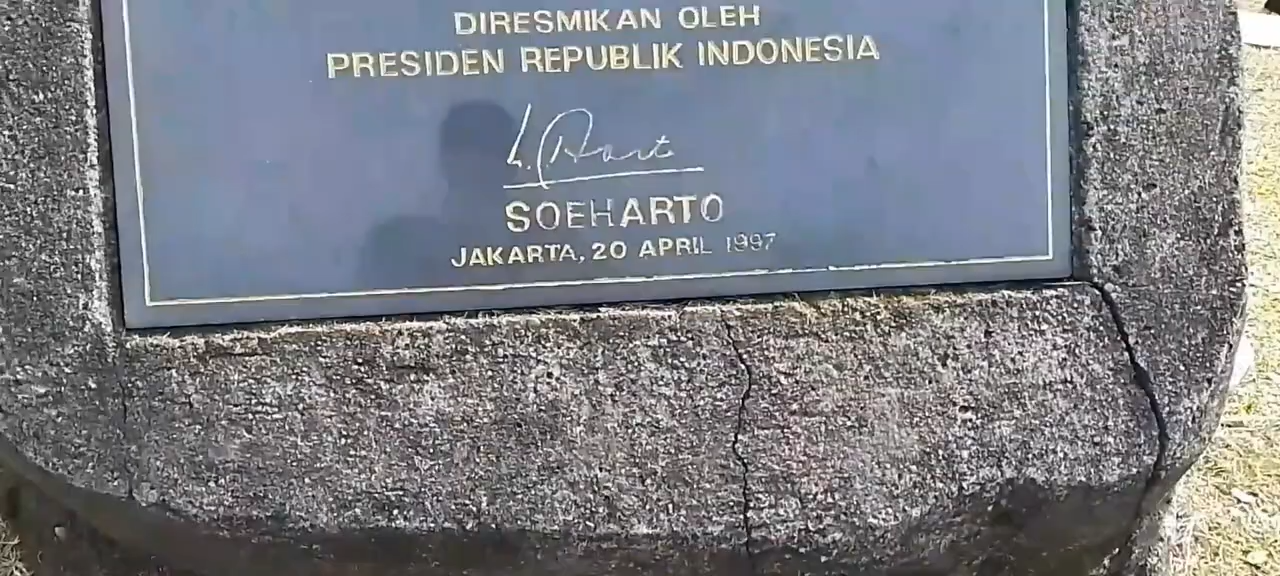 DIRESMIKAN OLEH
PRESIDEN REPUBLIK INDONESIA
SOEHARTO
JAKARTA, 20 APRIL 1997